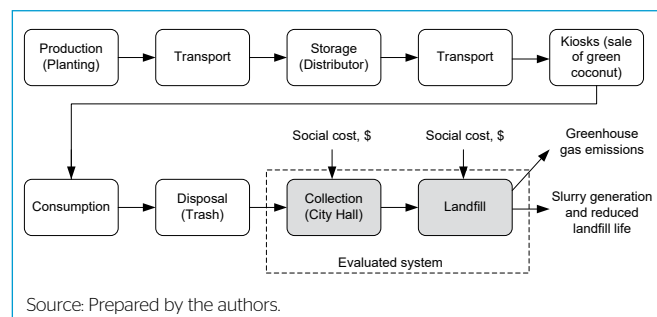 Production
(Planting)
Transport
Storage
(Distributor)
Transport
Kiosks (sale
of green
coconut)
Social cost, $
Social cost, $
Greenhouse
gas emissions
Consumption
Disposal
(Trash)
Collection
(City Hall)
Landfill
Slurry generation
and reduced
landfill life
Evaluated system
Source: Prepared by the authors.